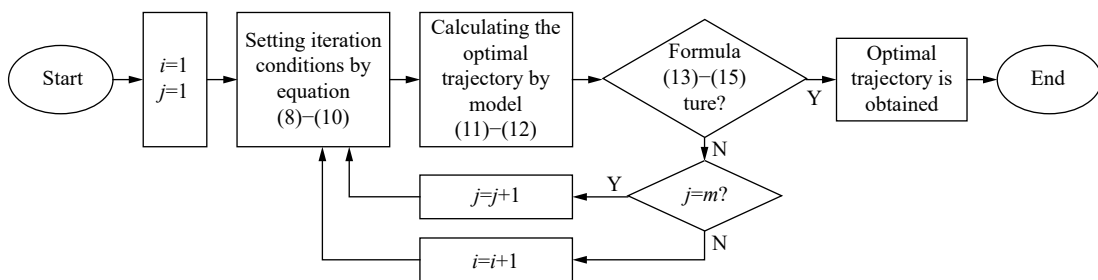 Start
i=1
j=1
Setting iteration
conditions by
equation
(8)−(10)
Calculating the
optimal
trajectory by
model
(11)−(12)
Formula
(13)−(15)
ture?
Y
Optimal
trajectory is
obtained
End
N
j=m?
Y
j=j+1
N
i=i+1